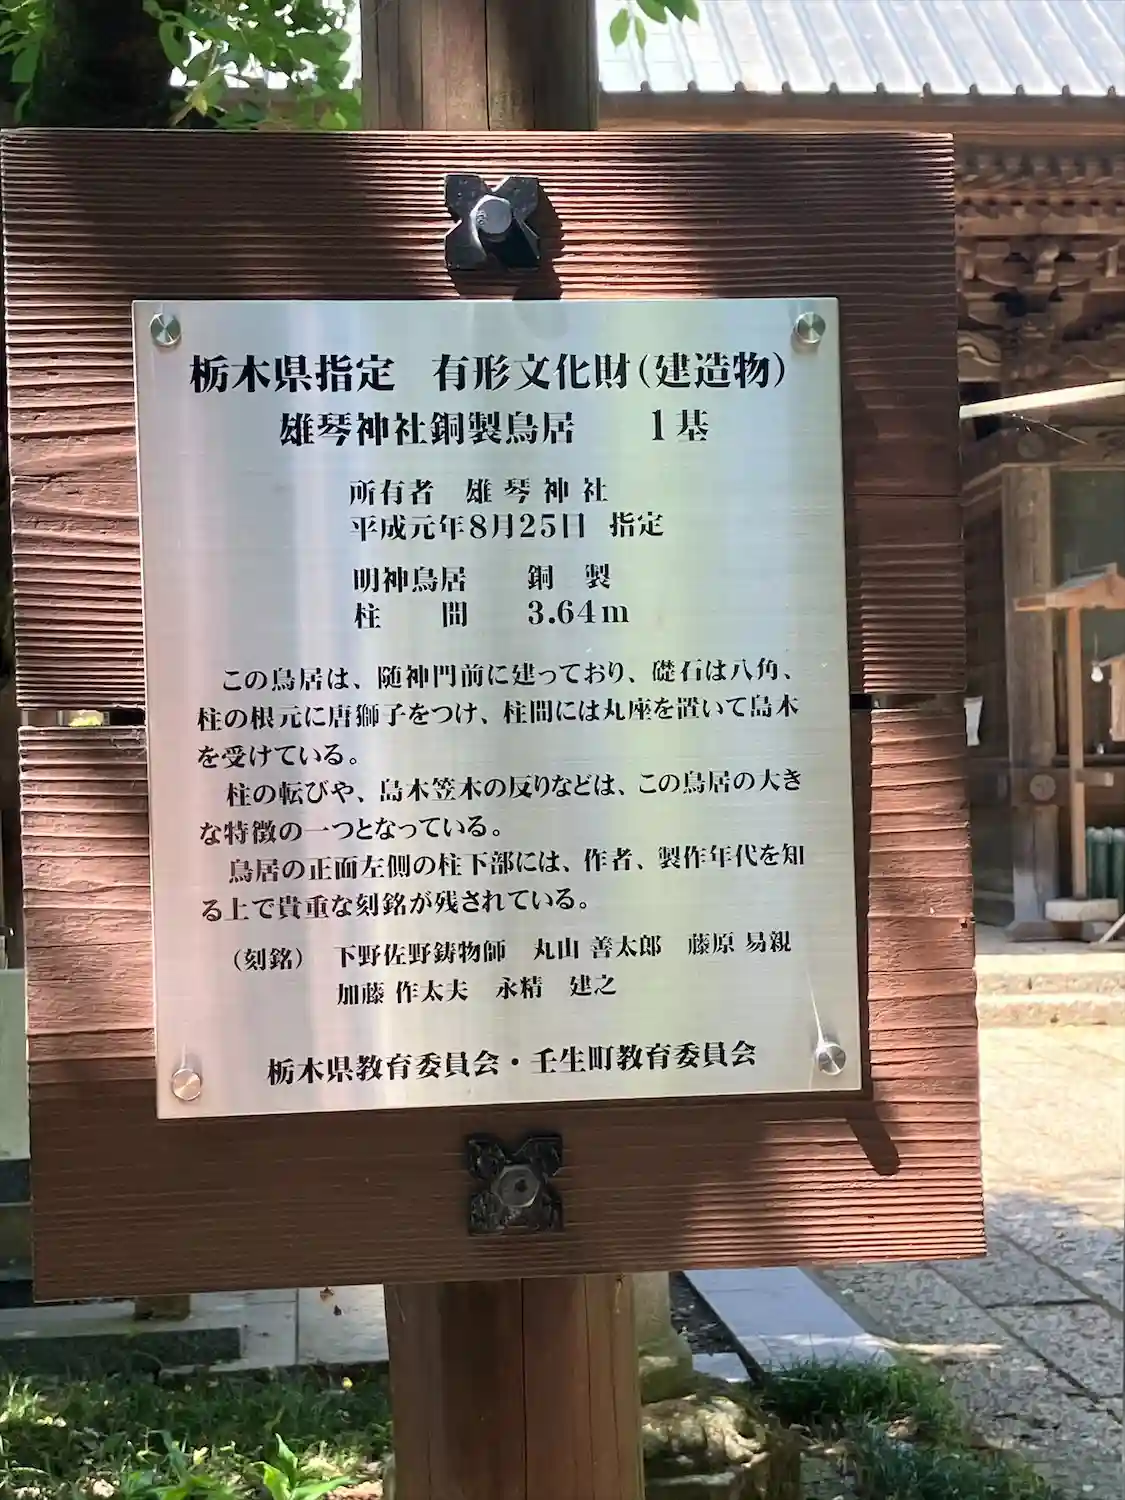 栃木県指定　有形文化財(建造物)
雄琴神社銅製鳥居　　1基
所有者　雄琴神社
平成元年8月25日　指定
明神鳥居　　銅　製
柱　　間　　3.64m
この鳥居は、随神門前に建っており、礎石は八角、
柱の根元に唐獅子をつけ、柱間には丸座を置いて島木
を受けている。
柱の転びや、島木笠木の反りなどは、この鳥居の大き
な特徴の一つとなっている。
鳥居の正面左側の柱下部には、作者、製作年代を知
る上で貴重な刻銘が残されている。
（刻銘）　下野佐野鋳物師　丸山 善太郎　藤原 易親
加藤 作太夫　永精　建之
栃木県教育委員会・壬生町教育委員会